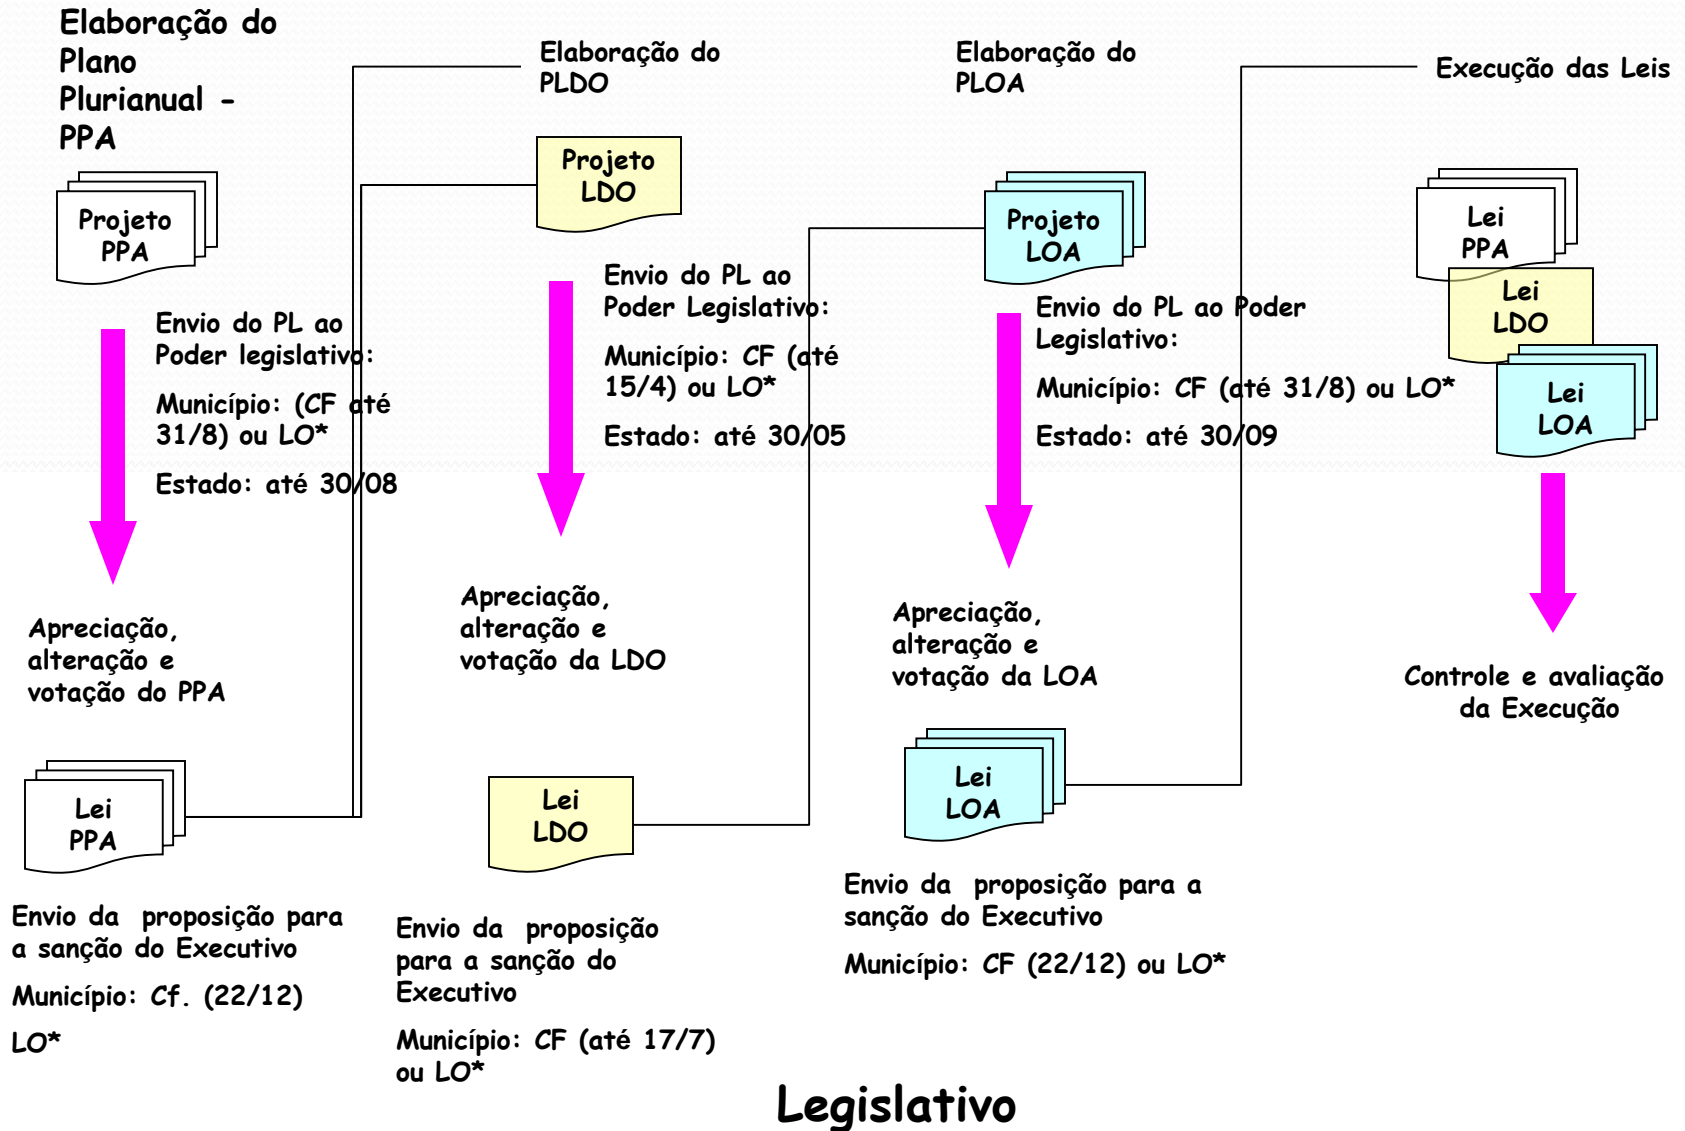 Elaboração do
Plano
Plurianual -
PPA
Projeto
PPA
Envio do PL ao
Poder legislativo:
Município: (CF até
31/8) ou LO*
Estado: até 30/08
Apreciação,
alteração e
votação do PPA
Lei
PPA
Envio da  proposição para
a sanção do Executivo
Município: Cf. (22/12)
LO*
Elaboração do
PLDO
Projeto
LDO
Envio do PL ao
Poder Legislativo:
Município: CF (até
15/4) ou LO*
Estado: até 30/05
Apreciação,
alteração e
votação da LDO
Lei
LDO
Envio da  proposição
para a sanção do
Executivo
Município: CF (até 17/7)
ou LO*
Elaboração do
PLOA
Projeto
LOA
Envio do PL ao Poder
Legislativo:
Município: CF (até 31/8) ou LO*
Estado: até 30/09
Apreciação,
alteração e
votação da LOA
Lei
LOA
Envio da  proposição para a
sanção do Executivo
Município: CF (22/12) ou LO*
Execução das Leis
Lei
PPA
Lei
LDO
Lei
LOA
Controle e avaliação
da Execução
Legislativo